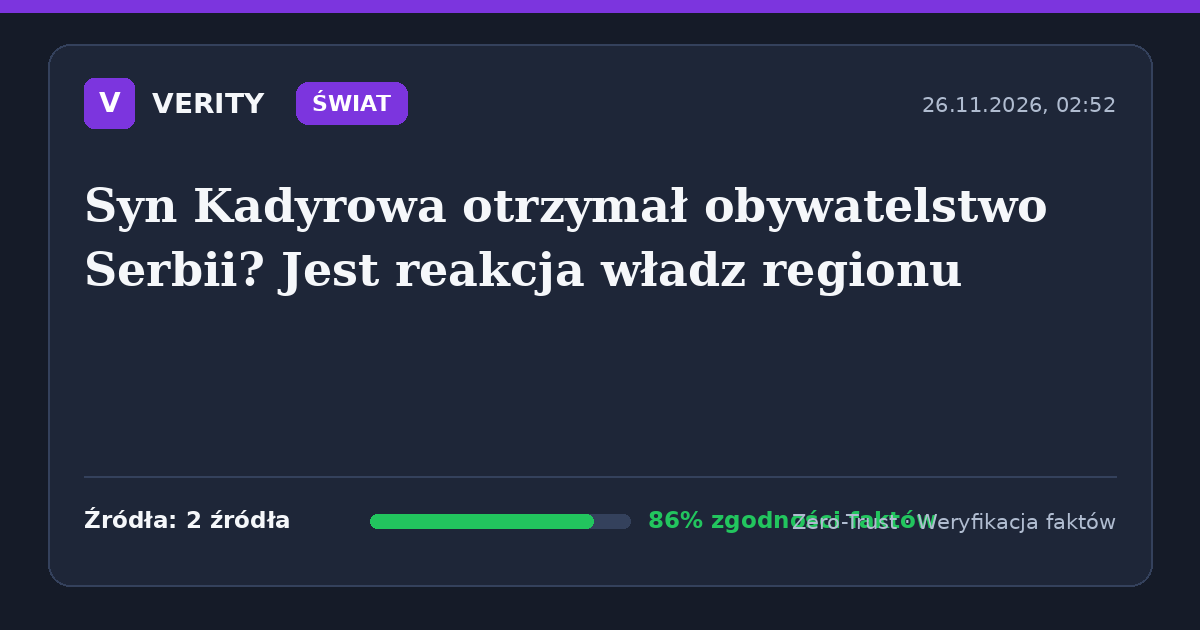 V VERITY ŚWIAT 26.11.2026, 02:52
Syn Kadyrowa otrzymał obywatelstwo
Serbii? Jest reakcja władz regionu
Źródła: 2 źródła 86% zgodności faktów Zero-Trust · Weryfikacja faktów